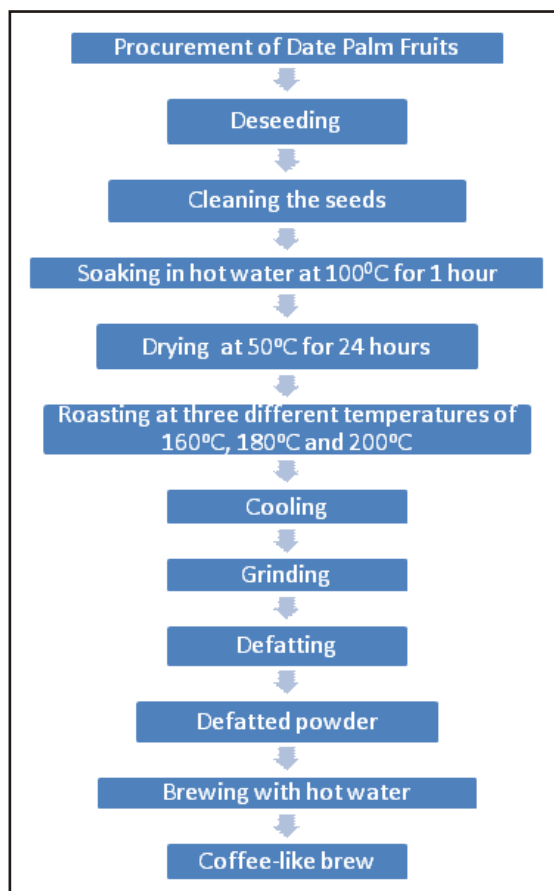 Procurement of Date Palm Fruits
Deseeding
Cleaning the seeds
Soaking in hot water at 100⁰C for 1 hour
Drying at 50⁰C for 24 hours
Roasting at three different temperatures of
160⁰C, 180⁰C and 200⁰C
Cooling
Grinding
Defatting
Defatted powder
Brewing with hot water
Coffee-like brew